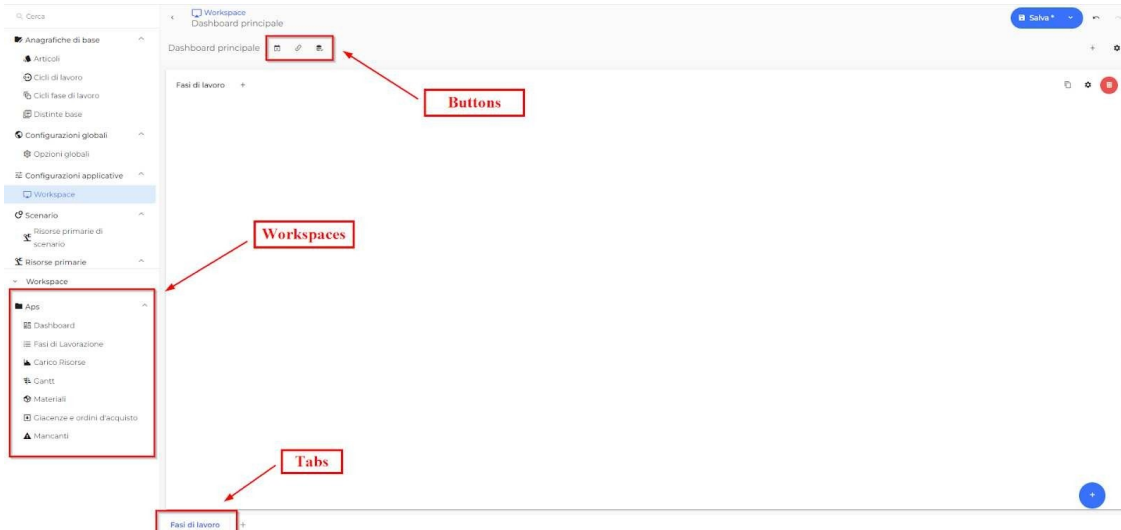 Cerca
Workspace
Dashboard principale
Salva *
Anagrafiche di base
Dashboard principale
Articoli
Cicli di lavoro
Fasi di lavoro +
Cicli fase di lavoro
Buttons
Distinte base
Configurazioni globali
Opzioni globali
Configurazioni applicative
Workspace
Scenario
Risorse primarie di
scenario
Workspaces
Risorse primarie
Workspace
Aps
Dashboard
Fasi di Lavorazione
Carico Risorse
Gantt
Materiali
Giacenze e ordini d'acquisto
Mancanti
Tabs
Fasi di lavoro +